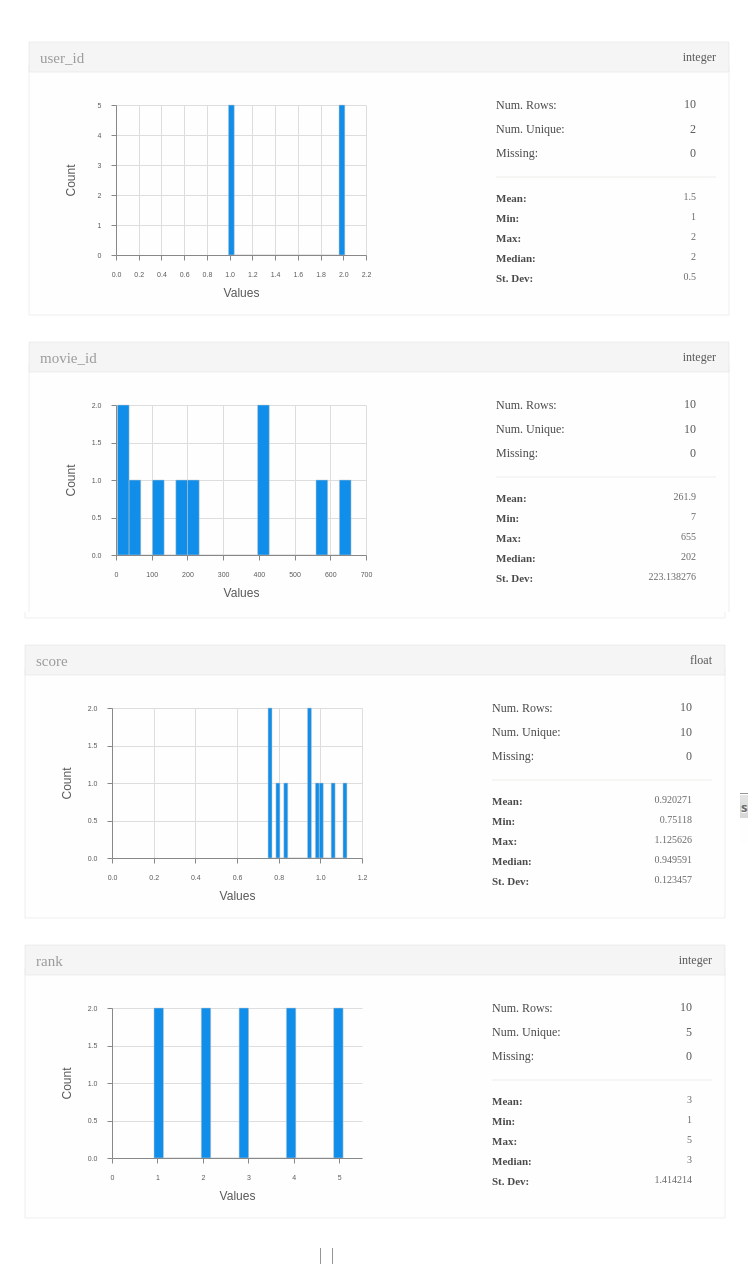 user_id integer
5
4
3
2
1
0
Count
0.0 0.2 0.4 0.6 0.8 1.0 1.2 1.4 1.6 1.8 2.0 2.2
Values
Num. Rows: 10
Num. Unique: 2
Missing: 0
Mean: 1.5
Min: 1
Max: 2
Median: 2
St. Dev: 0.5
movie_id integer
2.0
1.5
1.0
0.5
0.0
Count
0 100 200 300 400 500 600 700
Values
Num. Rows: 10
Num. Unique: 10
Missing: 0
Mean: 261.9
Min: 7
Max: 655
Median: 202
St. Dev: 223.138276
score float
2.0
1.5
1.0
0.5
0.0
Count
0.0 0.2 0.4 0.6 0.8 1.0 1.2
Values
Num. Rows: 10
Num. Unique: 10
Missing: 0
Mean: 0.920271
Min: 0.75118
Max: 1.125626
Median: 0.949591
St. Dev: 0.123457
s
rank integer
2.0
1.5
1.0
0.5
0.0
Count
0 1 2 3 4 5
Values
Num. Rows: 10
Num. Unique: 5
Missing: 0
Mean: 3
Min: 1
Max: 5
Median: 3
St. Dev: 1.414214